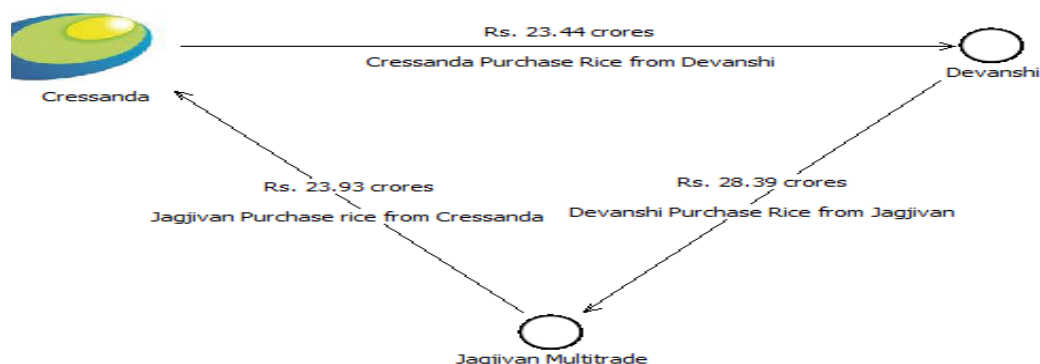 Rs. 23.44 crores
Cressanda Purchase Rice from Devanshi
Cressanda
Devanshi
Rs. 23.93 crores
Jagjivan Purchase rice from Cressanda
Rs. 28.39 crores
Devanshi Purchase Rice from Jagjivan
Jagjivan Multitrade